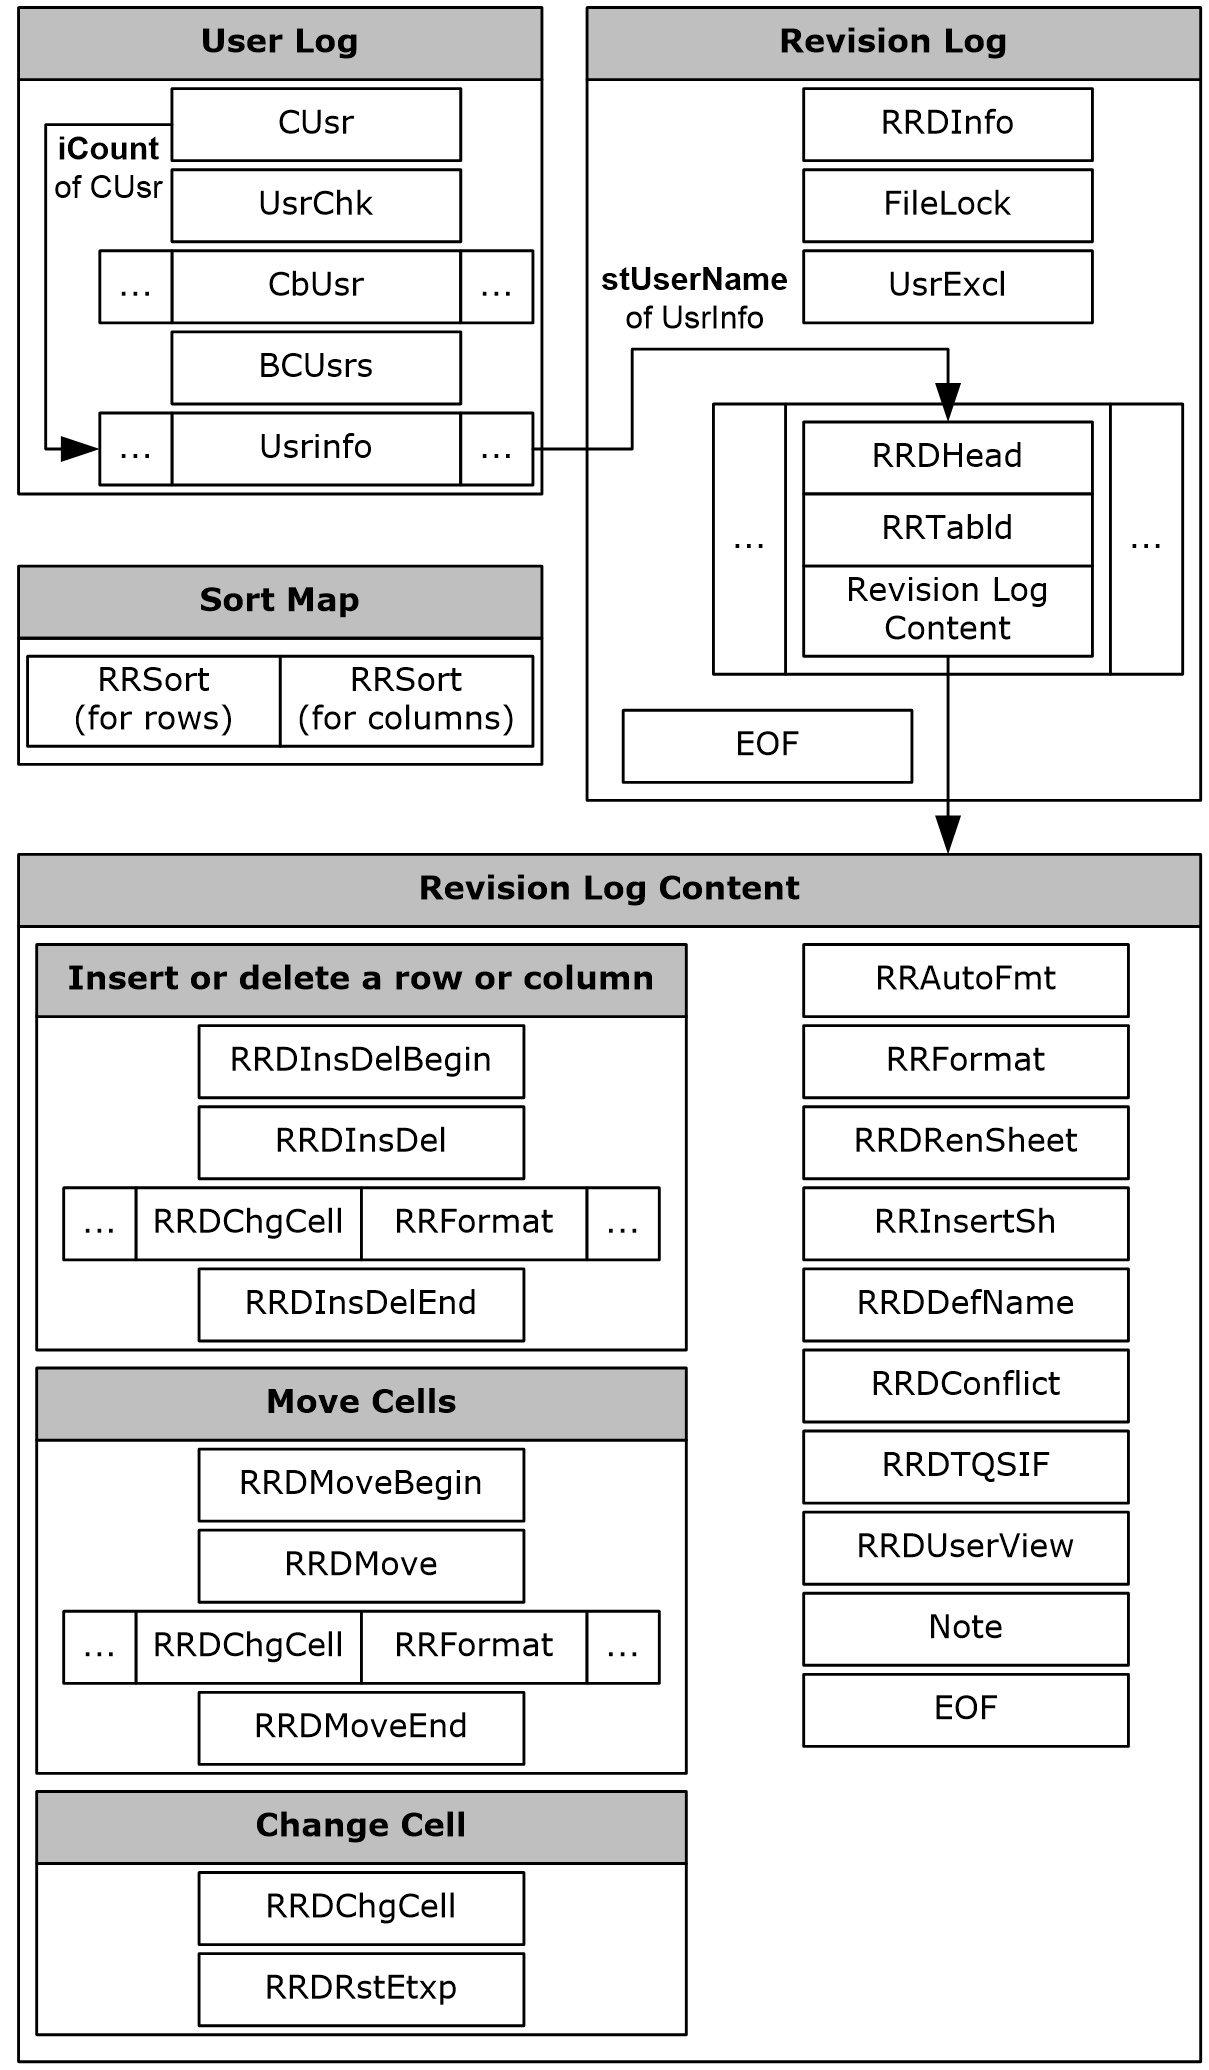 User Log
CUsr
iCount
of CUsr
UsrChk
... CbUsr ...
BCUsrs
... Usrinfo ...
Revision Log
RRDInfo
FileLock
UsrExcl
stUserName
of UsrInfo
RRDHead
RRTabId
... Revision Log ...
Content
EOF
Sort Map
RRSort RRSort
(for rows) (for columns)
Revision Log Content
Insert or delete a row or column
RRDInsDelBegin
RRDInsDel
... RRDChgCell RRFormat ...
RRDInsDelEnd
Move Cells
RRDMoveBegin
RRDMove
... RRDChgCell RRFormat ...
RRDMoveEnd
Change Cell
RRDChgCell
RRDRstEtxp
RRAutoFmt
RRFormat
RRDRenSheet
RRInsertSh
RRDDefName
RRDConflict
RRDTQSIF
RRDUserView
Note
EOF